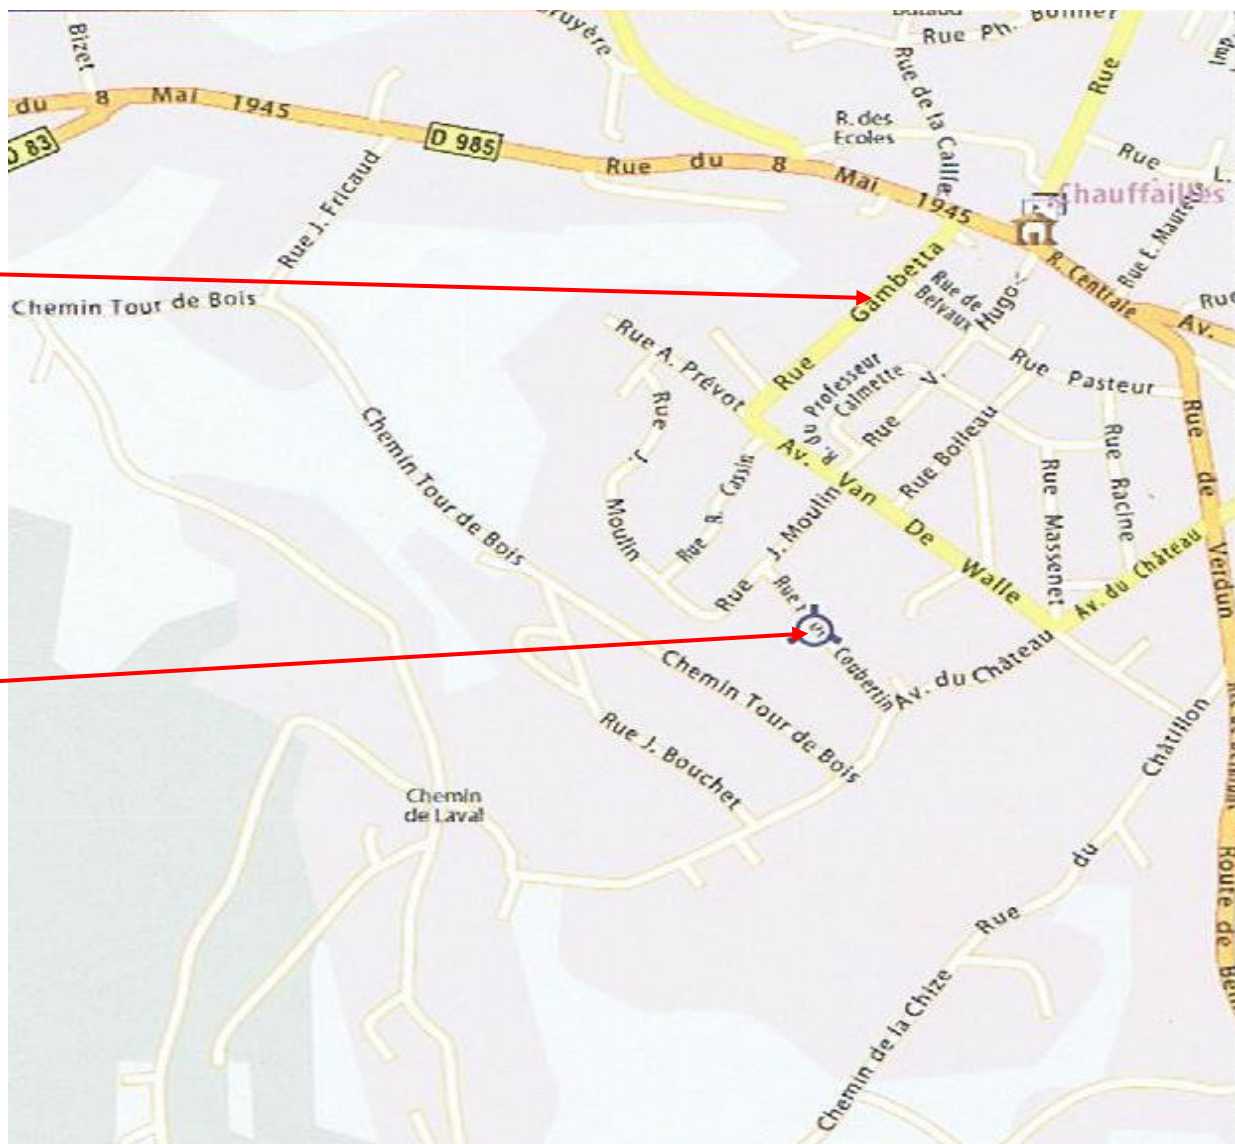 Bizet
Rue Ph. Bonnet
Rue
Rue de la Caille
R. des
Ecoles
du 8 Mai 1945
D 83
D 985
Rue du 8 Mai 1945
Rue L.
Chauffailles
Rue E. Maure
R. Centrale
Rue
Av.
Rue J. Fricaud
Chemin Tour de Bois
Rue Gambetta
Rue de
Belvaux
Rue V. Hugo
Rue A. Prévot
R. du Professeur
Calmette
Rue Pasteur
Rue J. Moulin
Rue R. Cassin
Av. Van De Walle
Rue Boileau
Rue Massenet
Rue Racine
Rue de Verdun
Chemin Tour de Bois
Rue J. Moulin
Av. du Château
Rue
Coubertin
Av. du Château
Chemin Tour de Bois
Rue J. Bouchet
Chemin
de Laval
Rue du Châtillon
Route de
Chemin de la Chize